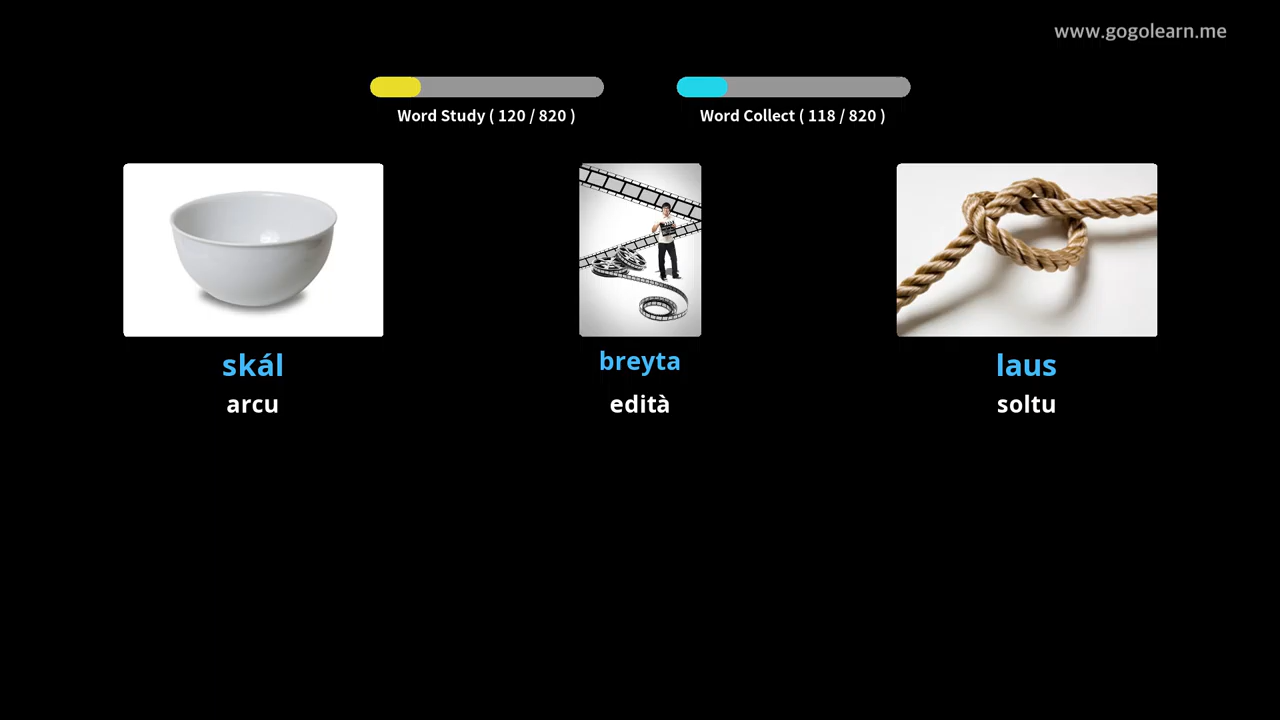 www.gogolearn.me
Word Study ( 120 / 820 )
Word Collect ( 118 / 820 )
skál
breyta
laus
arcu
edità
soltu